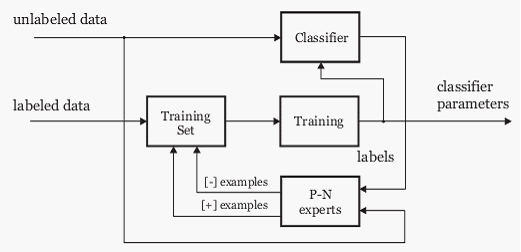 unlabeled data
Classifier
labeled data
Training
Set
Training
classifier
parameters
labels
[-] examples
[+] examples
P-N
experts